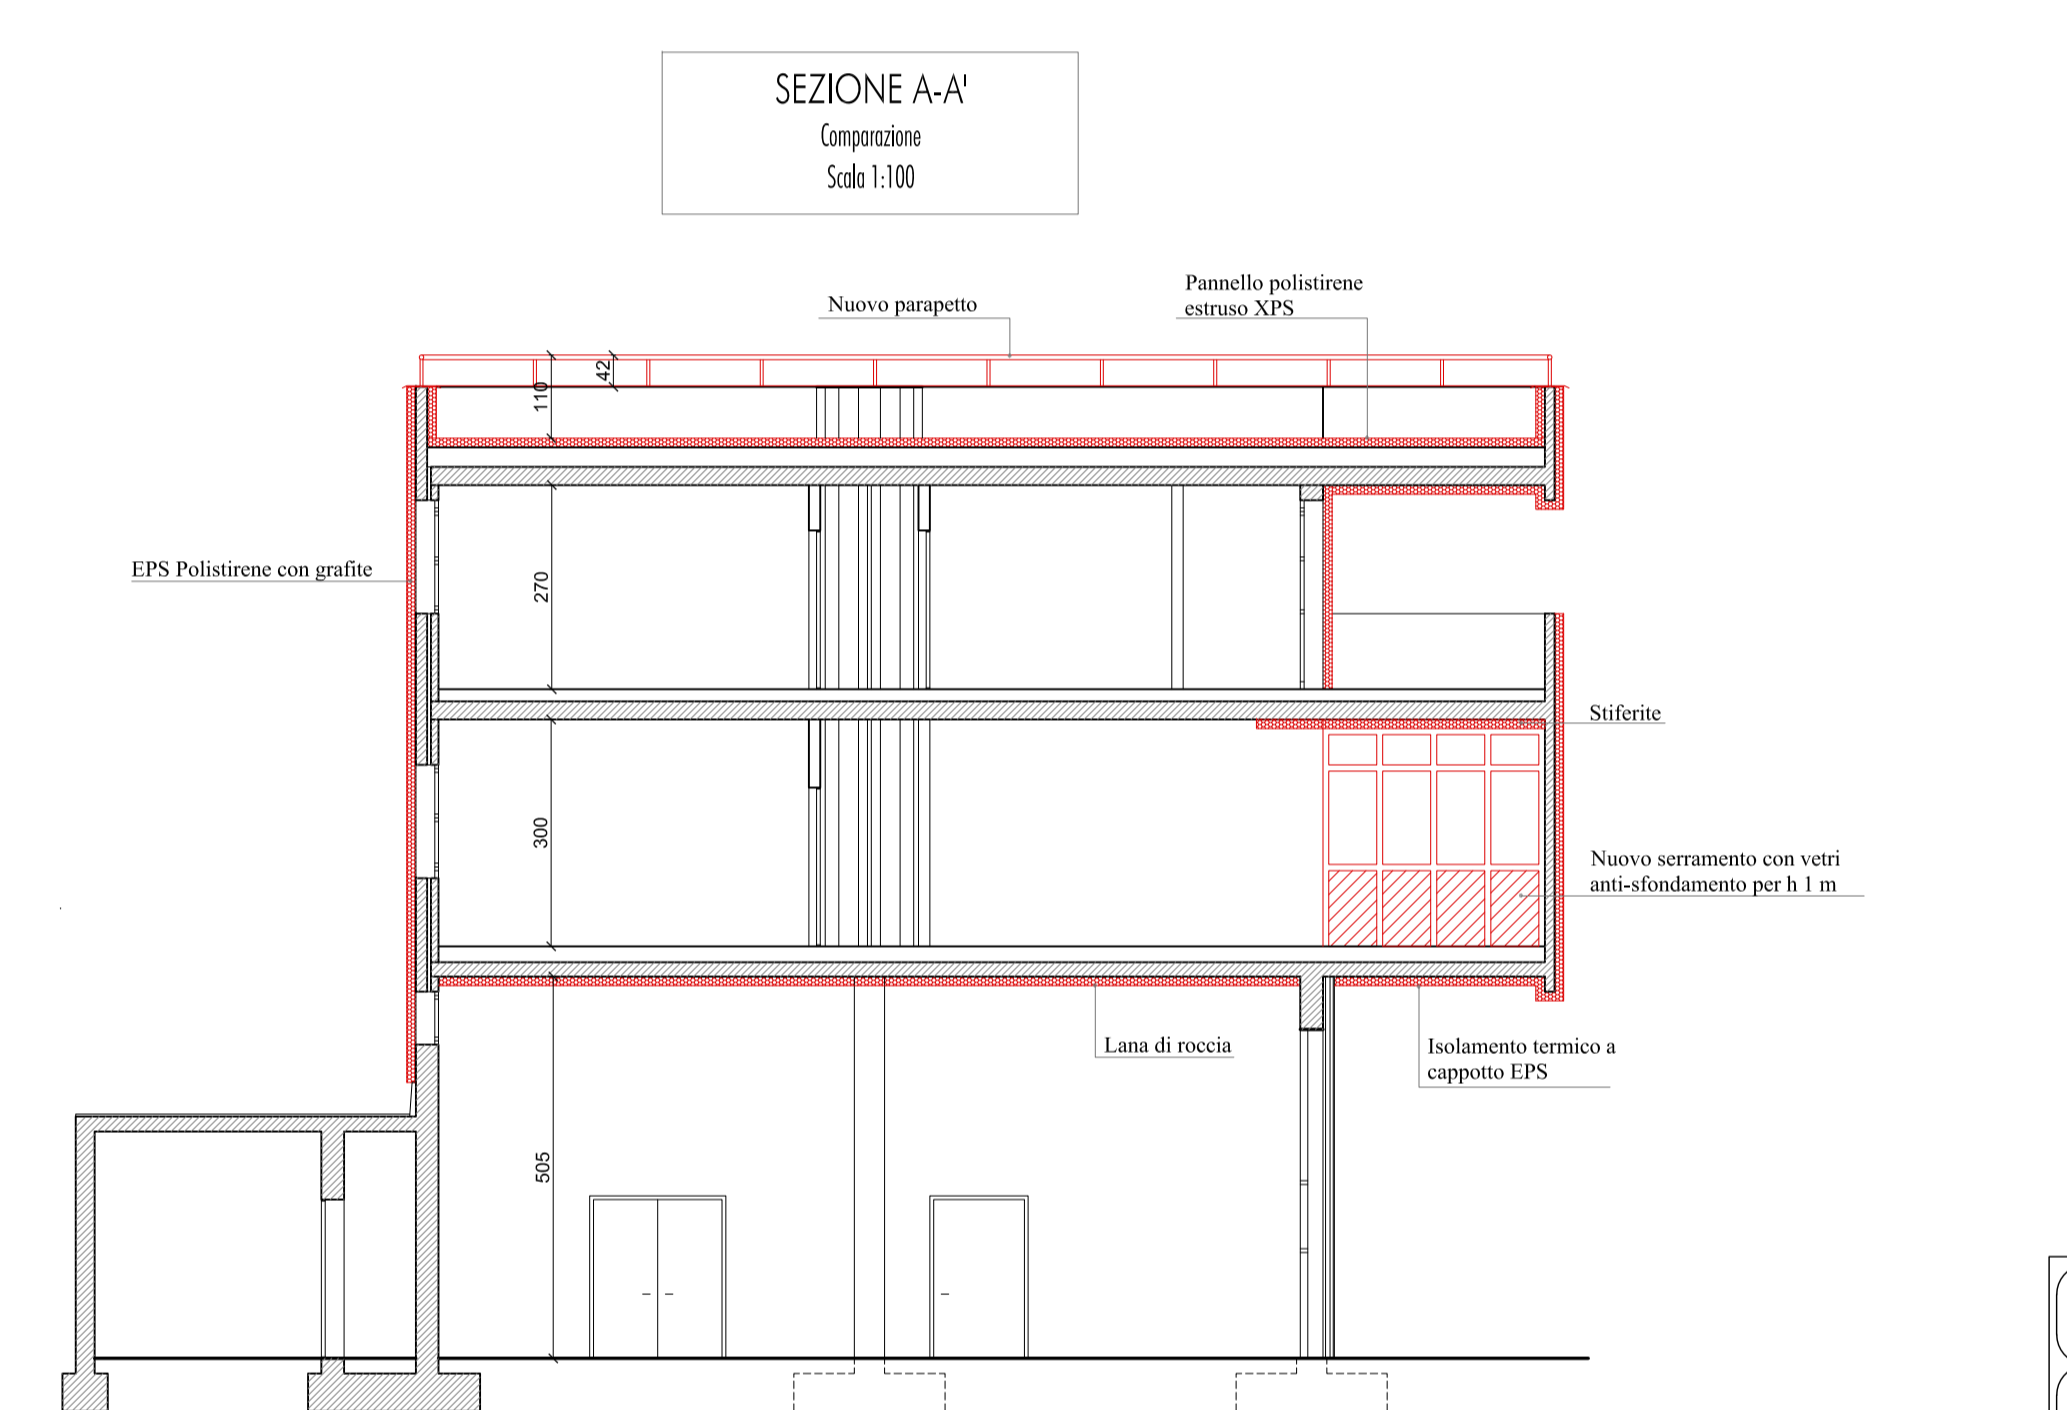 SEZIONE A-A'
Comparazione
Scala 1:100
Pannello polistirene
estruso XPS
Nuovo parapetto
42
110
EPS Polistirene con grafite
270
Stiferite
300
Nuovo serramento con vetri
anti-sfondamento per h 1 m
Lana di roccia
Isolamento termico a
cappotto EPS
505